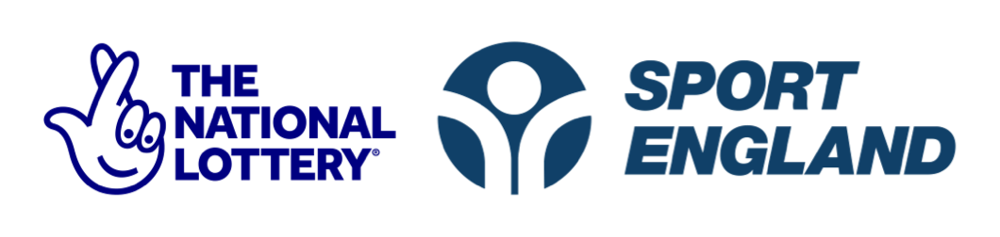 THE
NATIONAL
LOTTERY®
SPORT
ENGLAND